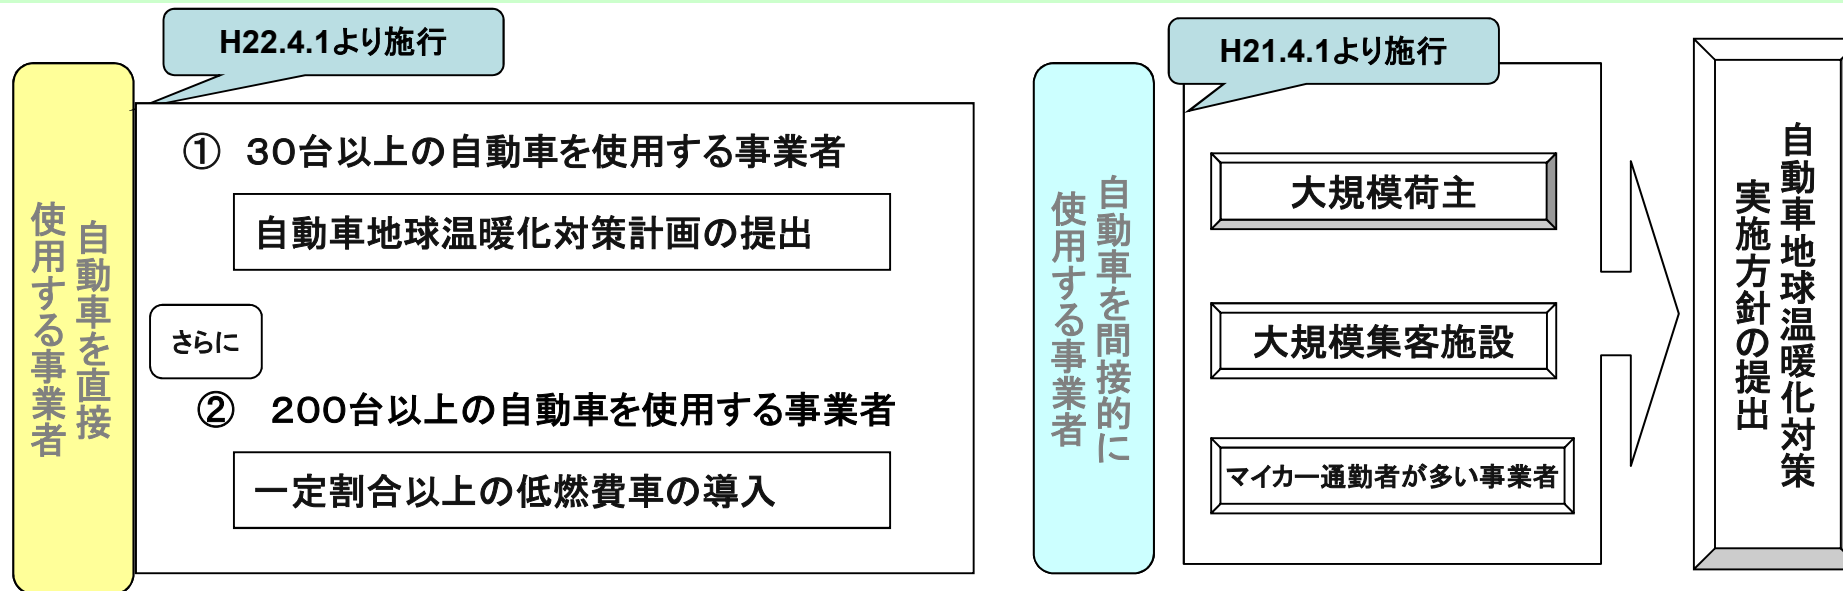 H22.4.1より施行
自動車を直接
使用する事業者
① 30台以上の自動車を使用する事業者
自動車地球温暖化対策計画の提出
さらに
② 200台以上の自動車を使用する事業者
一定割合以上の低燃費車の導入
H21.4.1より施行
自動車を間接的に
使用する事業者
大規模荷主
大規模集客施設
マイカー通勤者が多い事業者
自動車地球温暖化対策
実施方針の提出